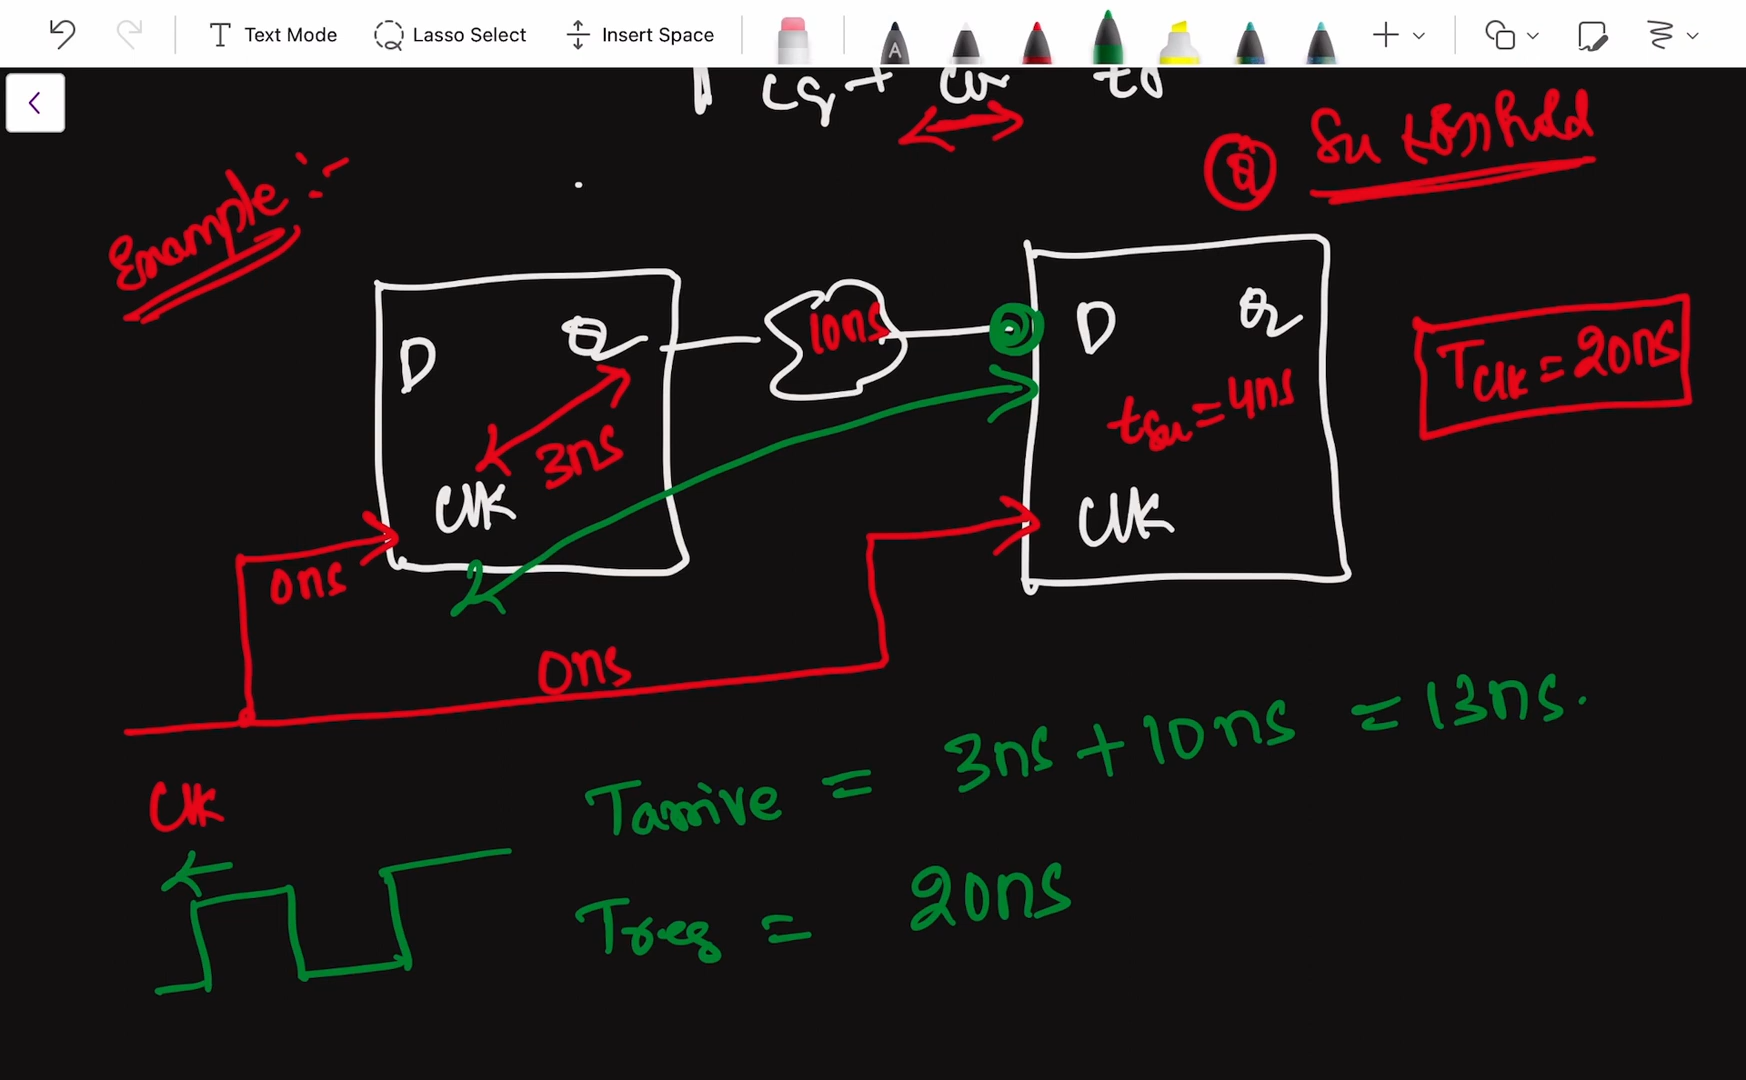 Text Mode
Lasso Select
Insert Space
A
Cq +
Example :-
D
Q
3ns
Clk
10ns
D
Q
tsu = 4ns
Clk
TClk = 20ns
0ns
0ns
Clk
Tarrive = 3ns + 10ns = 13ns.
Treq = 20ns